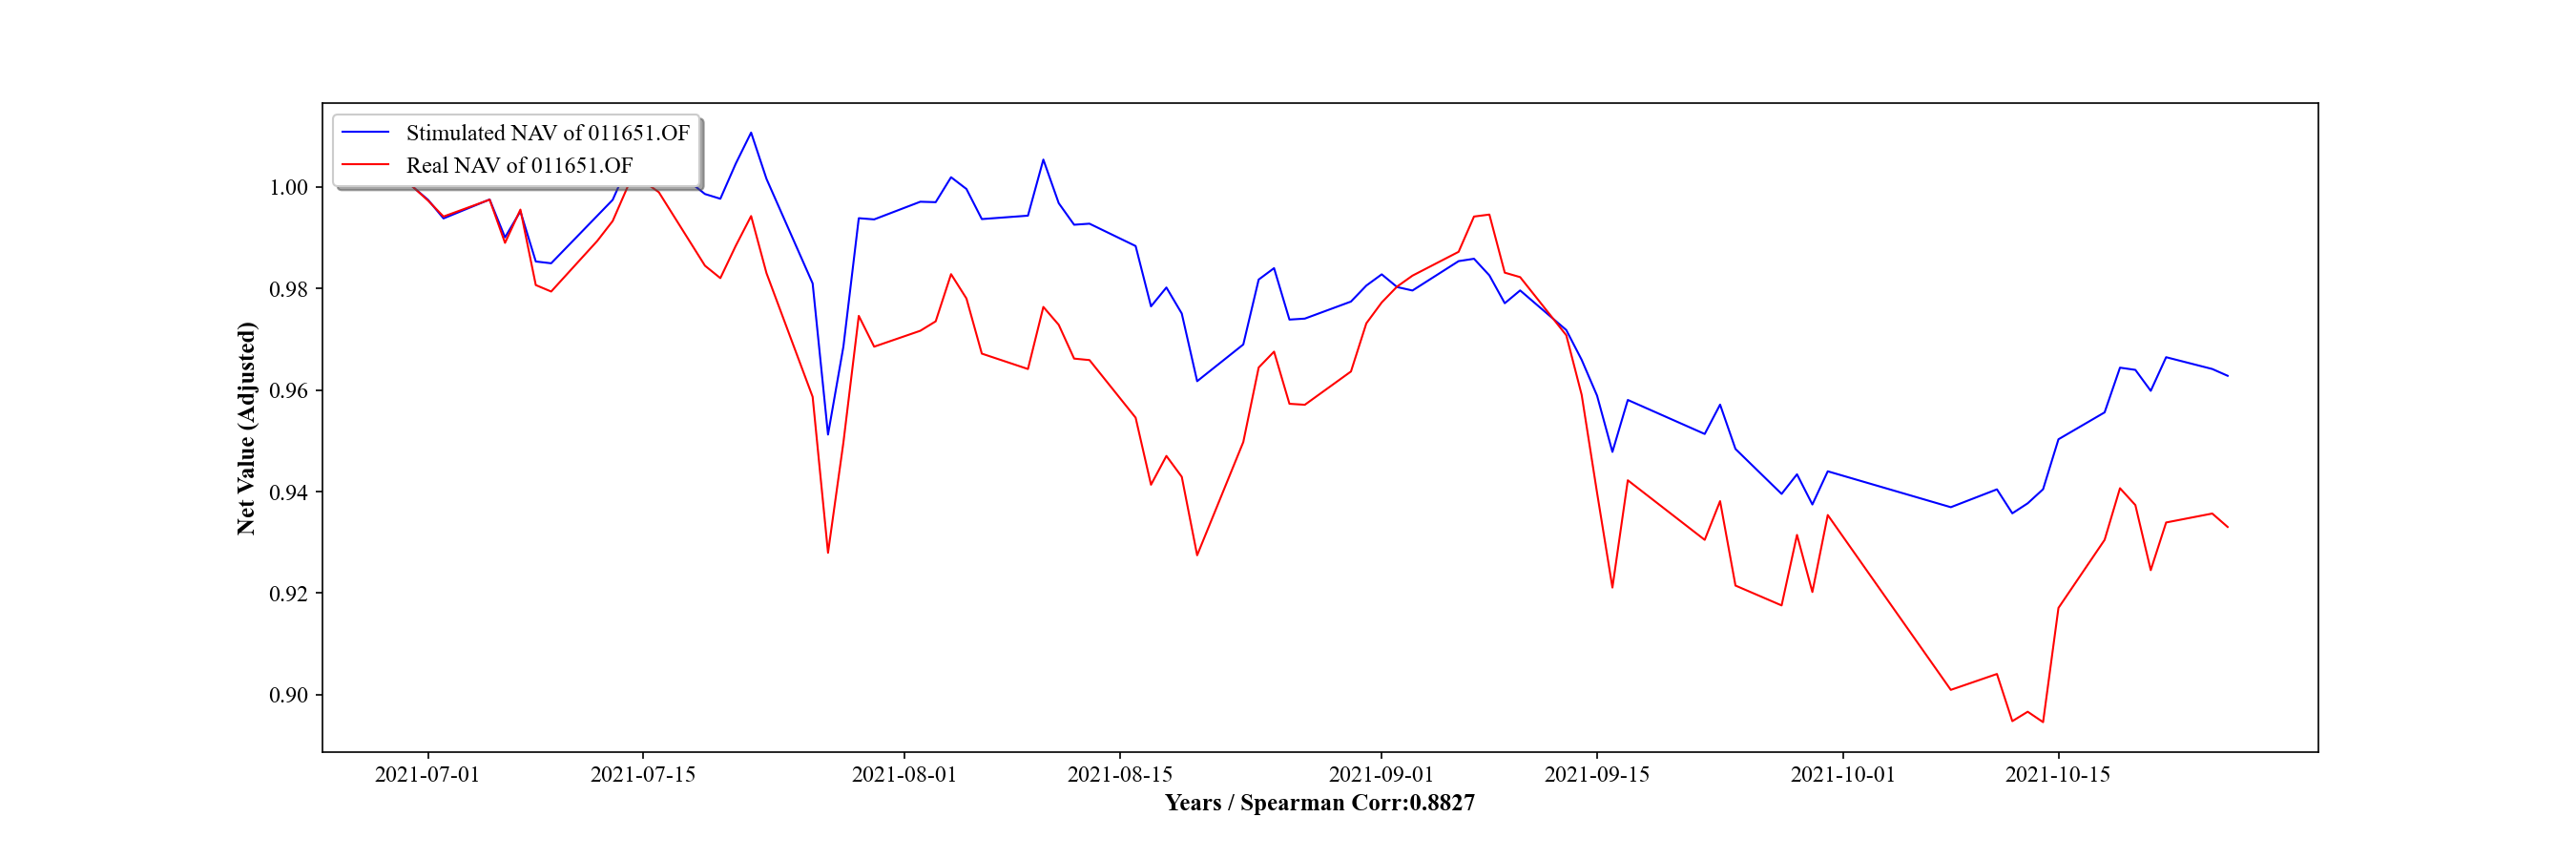 Stimulated NAV of 011651.OF
Real NAV of 011651.OF
1.00
0.98
0.96
0.94
0.92
0.90
Net Value (Adjusted)
2021-07-01 2021-07-15 2021-08-01 2021-08-15 2021-09-01 2021-09-15 2021-10-01 2021-10-15
Years / Spearman Corr:0.8827